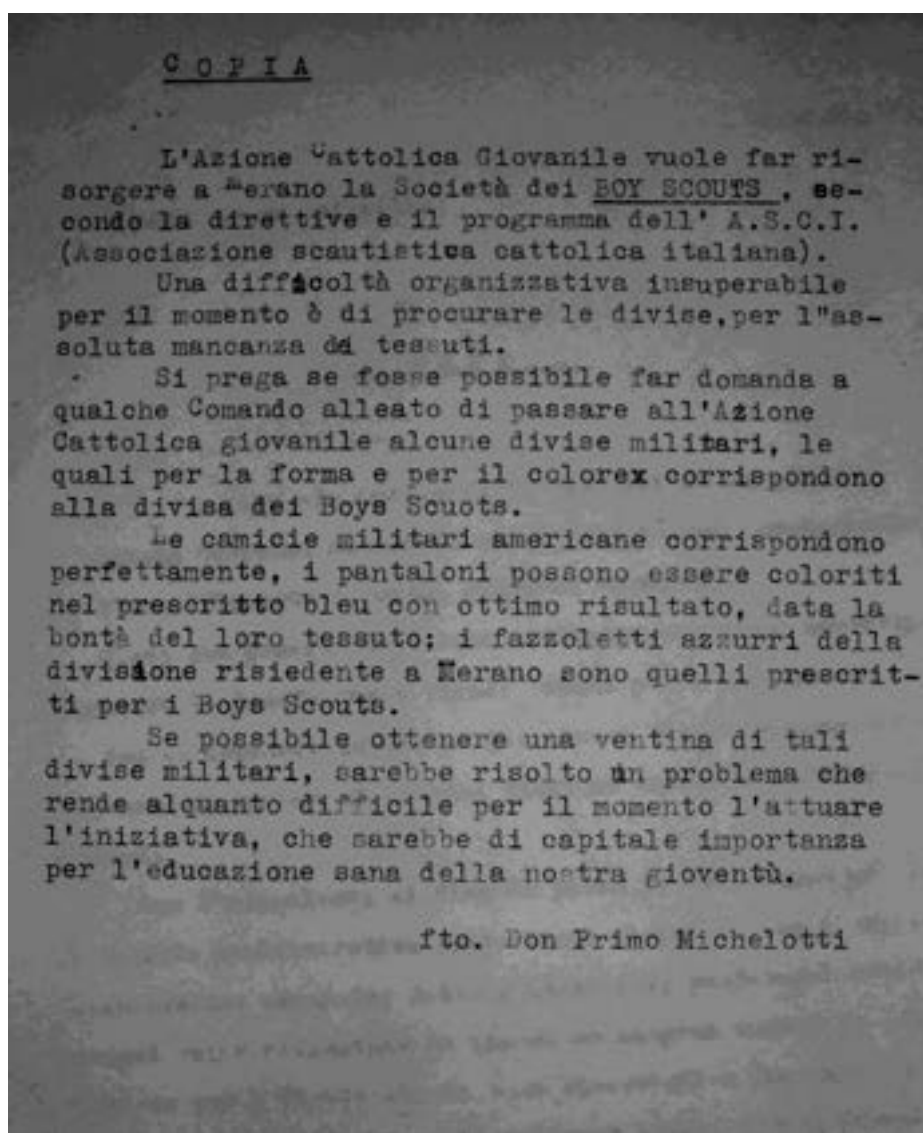 COPIA
L'Azione Cattolica Giovanile vuole far ri-
sorgere a Merano la Società dei BOY SCOUTS , se-
condo la direttive e il programma dell' A.S.C.I.
(Associazione scautistica cattolica italiana).
Una difficoltà organizzativa insuperabile
per il momento è di procurare le divise,per l"as-
soluta mancanza di tessuti.
Si prega se fosse possibile far domanda a
qualche Comando alleato di passare all'Azione
Cattolica giovanile alcune divise militari, le
quali per la forma e per il colorex corrispondono
alla divisa dei Boys Scuots.
Le camicie militari americane corrispondono
perfettamente, i pantaloni possono essere coloriti
nel prescritto bleu con ottimo risultato, data la
bontà del loro tessuto; i fazzoletti azzurri della
divisione risiedente a Merano sono quelli prescrit-
ti per i Boys Scouts.
Se possibile ottenere una ventina di tali
divise militari, sarebbe risolto un problema che
rende alquanto difficile per il momento l'attuare
l'iniziativa, che sarebbe di capitale importanza
per l'educazione sana della nostra gioventù.
fto. Don Primo Michelotti